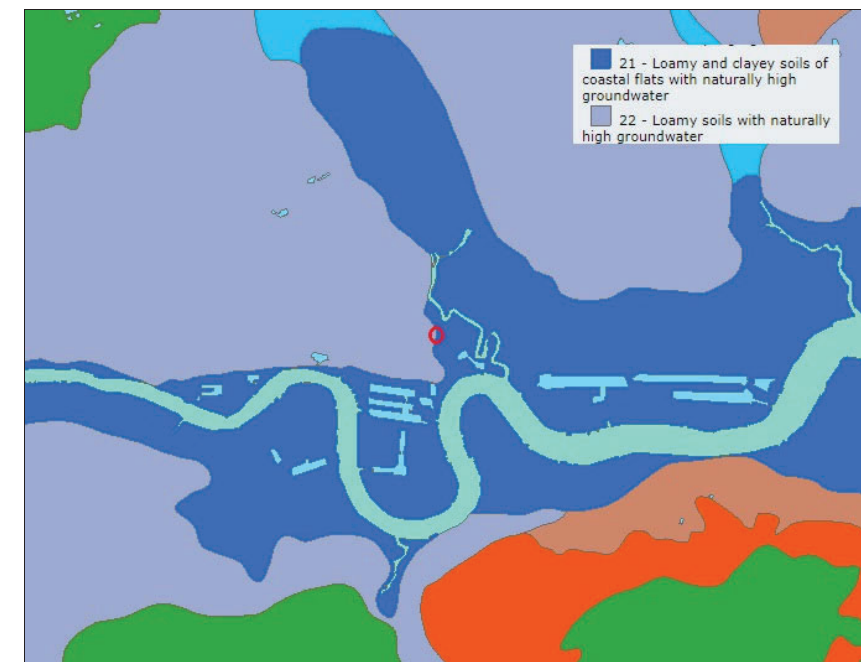 21 - Loamy and clayey soils of
coastal flats with naturally high
groundwater
22 - Loamy soils with naturally
high groundwater